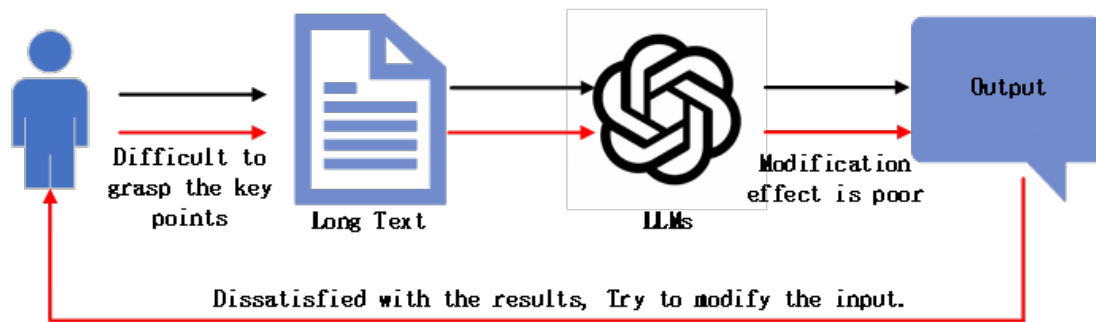 Output
Difficult to
grasp the key
points
Long Text
LLMs
Modification
effect is poor
Dissatisfied with the results, Try to modify the input.